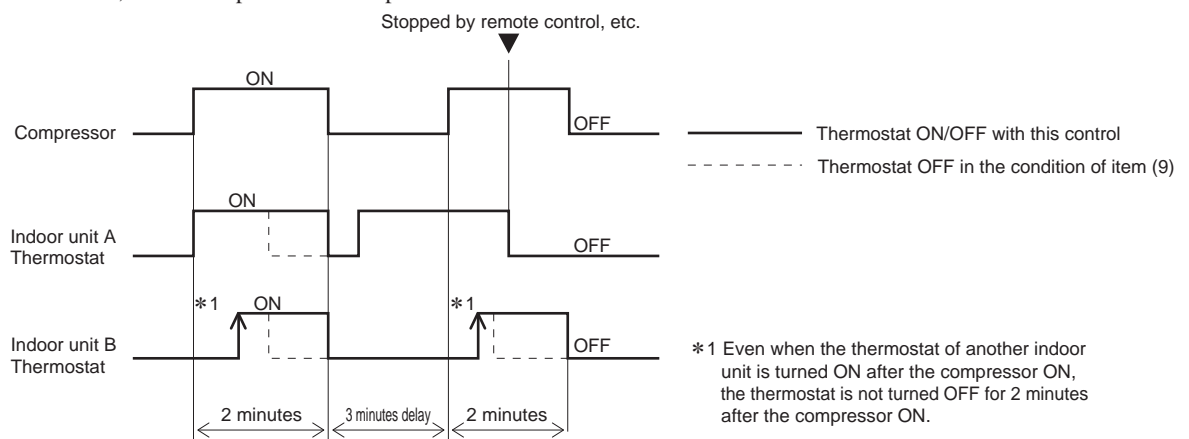 Stopped by remote control, etc.
ON
Compressor
OFF
Thermostat ON/OFF with this control
Thermostat OFF in the condition of item (9)
ON
Indoor unit A
Thermostat
OFF
*1
ON
*1
Indoor unit B
Thermostat
OFF
*1 Even when the thermostat of another indoor
unit is turned ON after the compressor ON,
the thermostat is not turned OFF for 2 minutes
after the compressor ON.
2 minutes
3 minutes delay
2 minutes